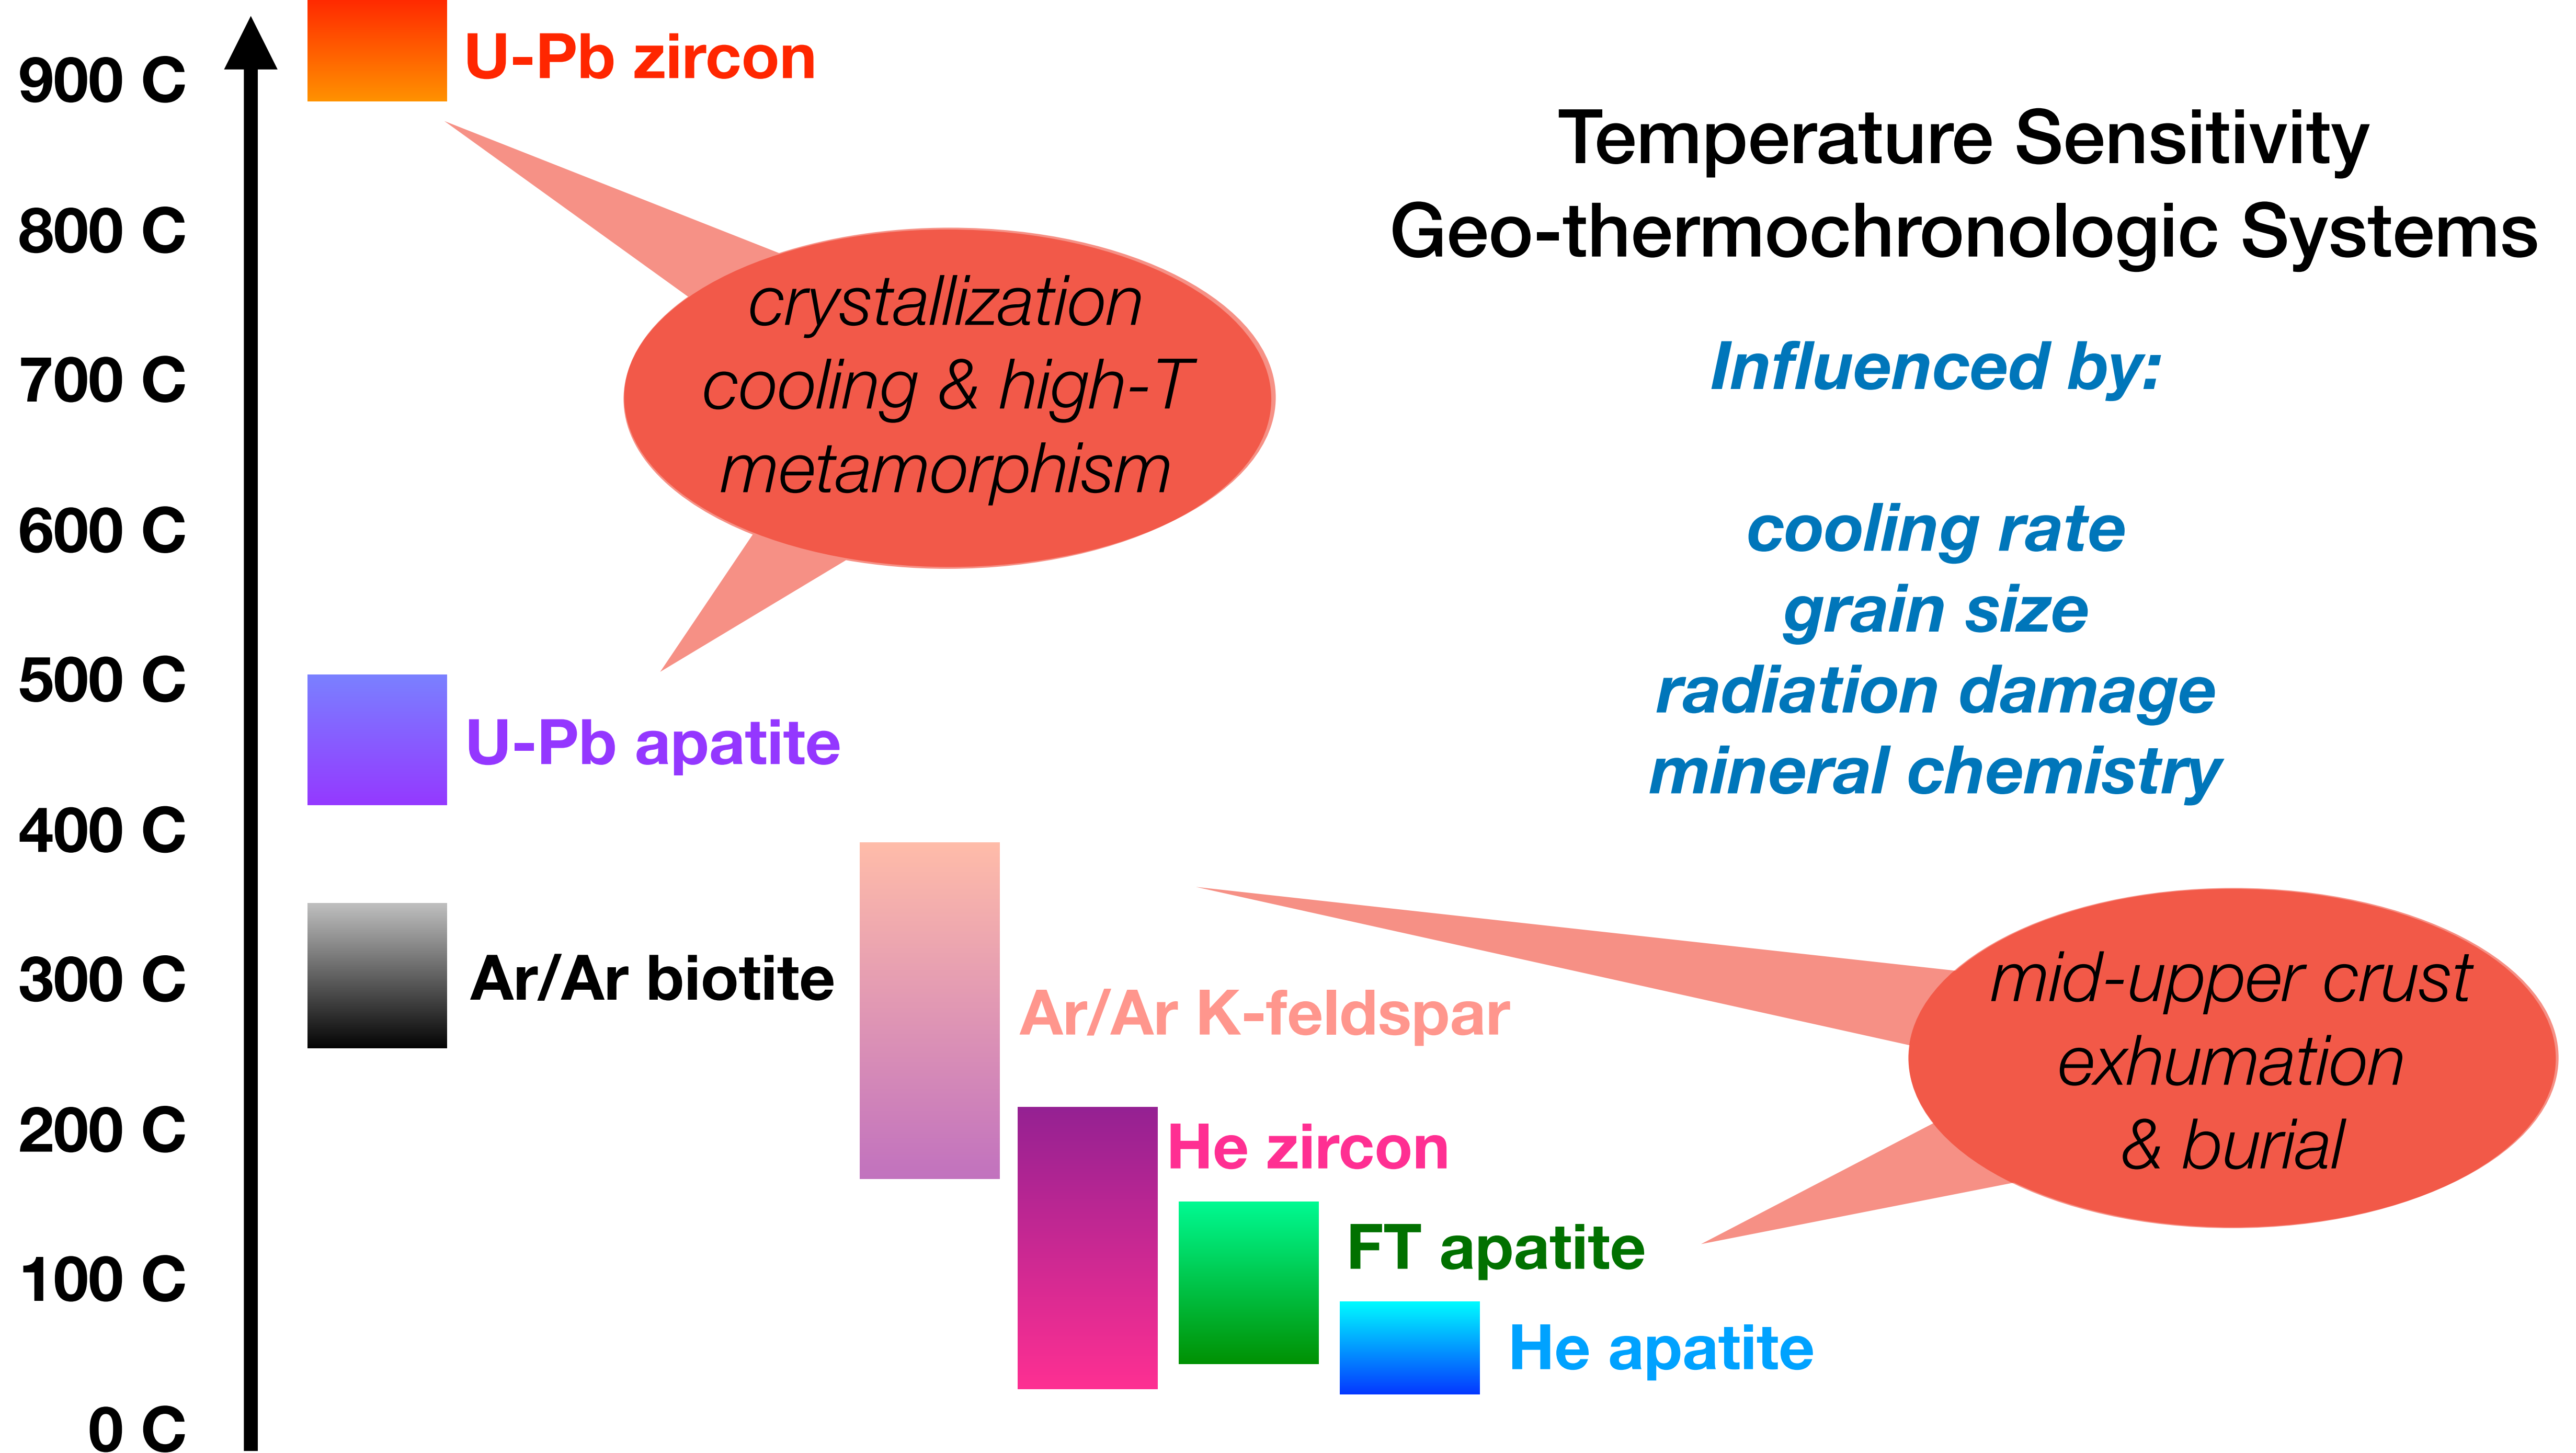 900 C
800 C
700 C
600 C
500 C
400 C
300 C
200 C
100 C
0 C
U-Pb zircon
crystallization
cooling & high-T
metamorphism
U-Pb apatite
Ar/Ar biotite
Ar/Ar K-feldspar
He zircon
FT apatite
He apatite
Temperature Sensitivity
Geo-thermochronologic Systems
Influenced by:
cooling rate
grain size
radiation damage
mineral chemistry
mid-upper crust
exhumation
& burial